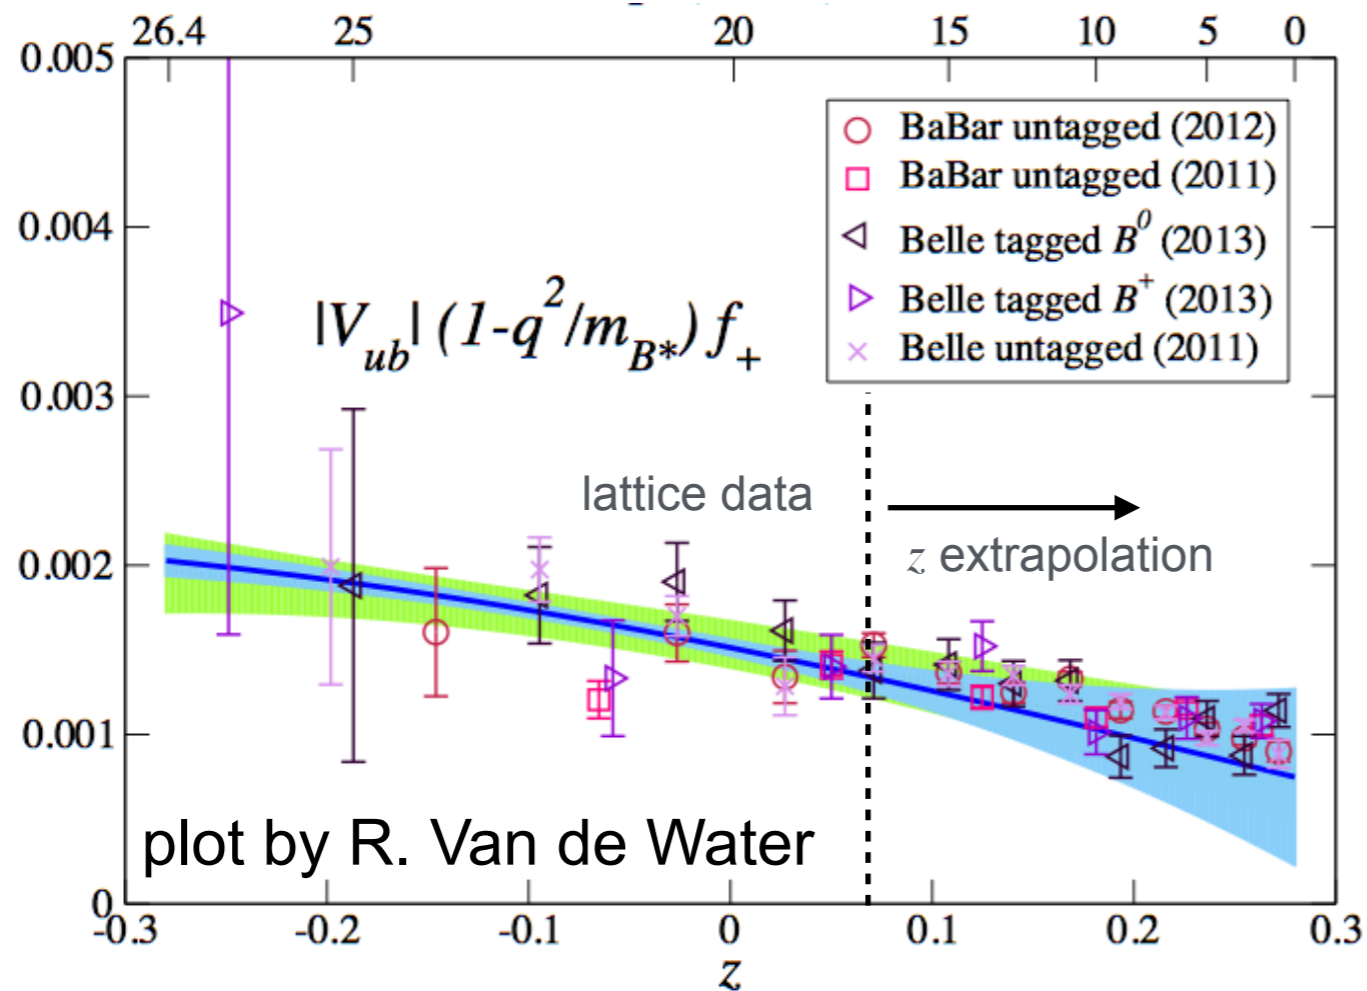 26.4 25 20 15 10 5 0
0.005
0.004
0.003
0.002
0.001
0
BaBar untagged (2012)
BaBar untagged (2011)
Belle tagged B^0 (2013)
Belle tagged B^+ (2013)
Belle untagged (2011)
|V_ub| (1-q^2/m_B*) f_+
lattice data
z extrapolation
plot by R. Van de Water
-0.3 -0.2 -0.1 0 0.1 0.2 0.3
z